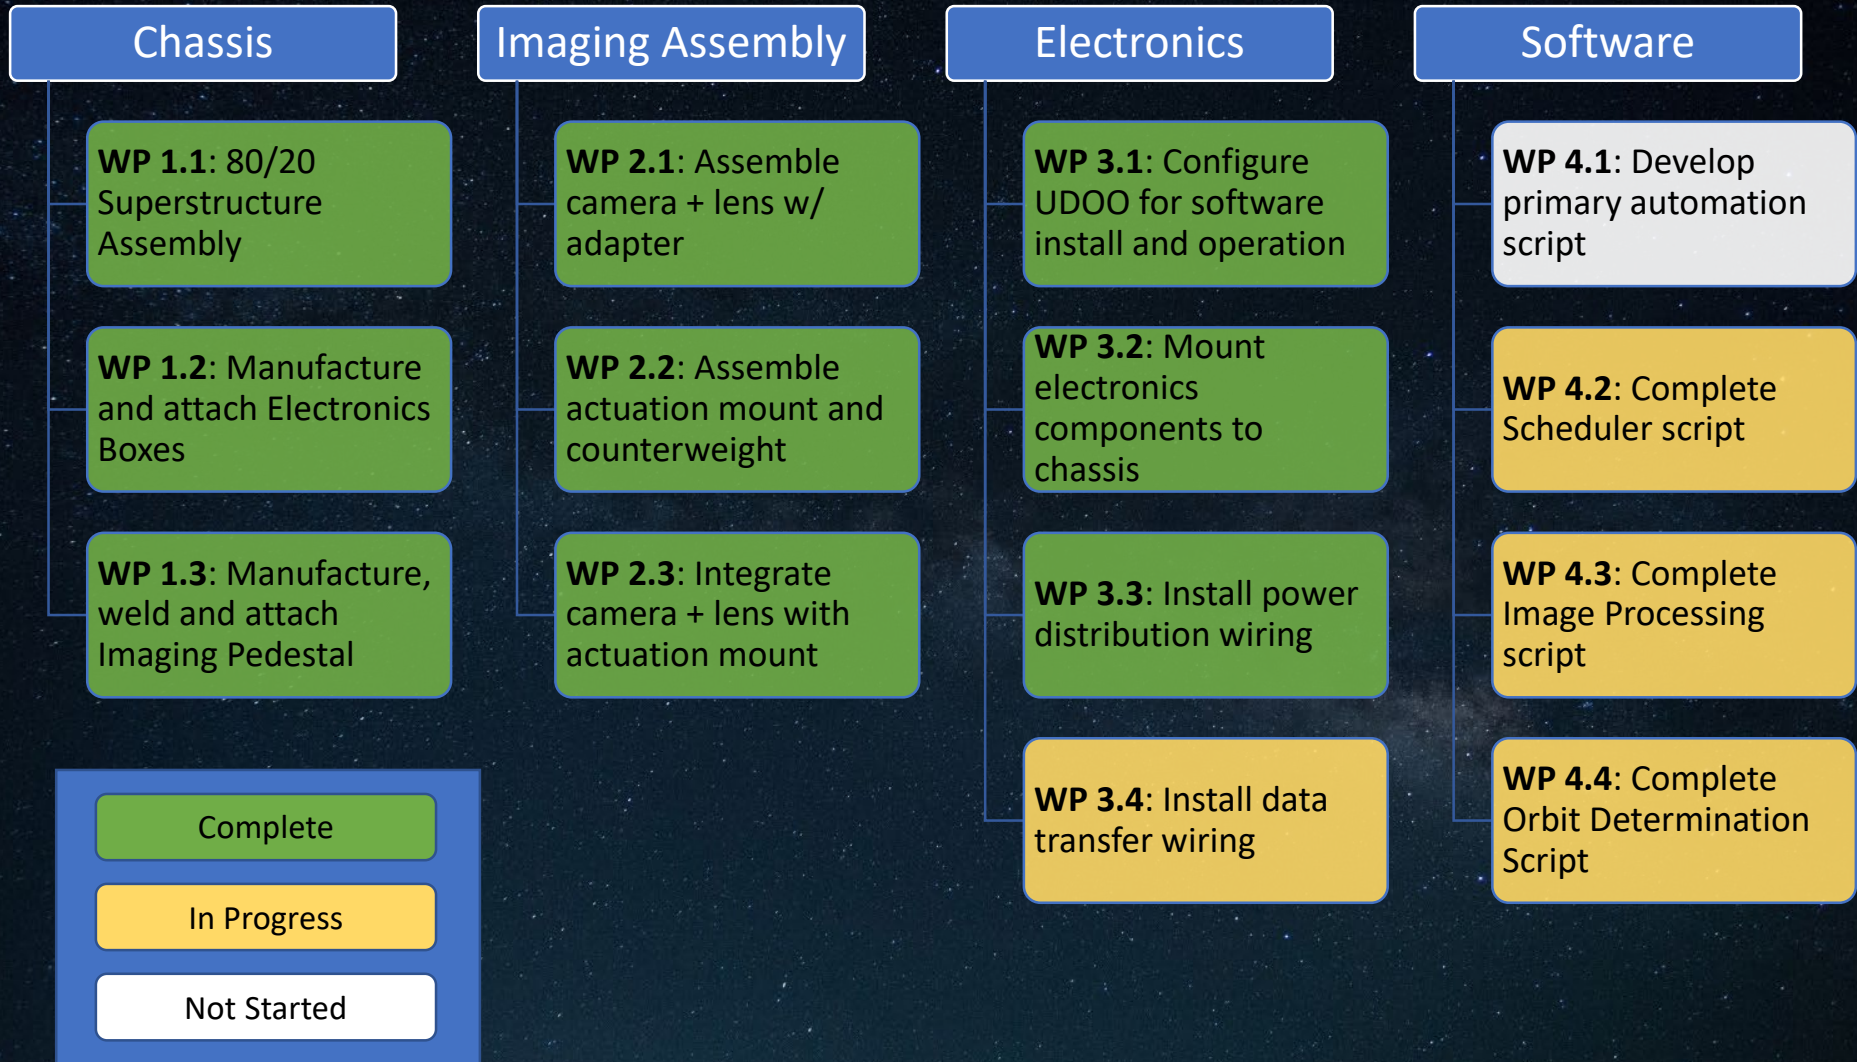 Chassis
WP 1.1: 80/20
Superstructure
Assembly
WP 1.2: Manufacture
and attach Electronics
Boxes
WP 1.3: Manufacture,
weld and attach
Imaging Pedestal
Imaging Assembly
WP 2.1: Assemble
camera + lens w/
adapter
WP 2.2: Assemble
actuation mount and
counterweight
WP 2.3: Integrate
camera + lens with
actuation mount
Electronics
WP 3.1: Configure
UDOO for software
install and operation
WP 3.2: Mount
electronics
components to
chassis
WP 3.3: Install power
distribution wiring
WP 3.4: Install data
transfer wiring
Software
WP 4.1: Develop
primary automation
script
WP 4.2: Complete
Scheduler script
WP 4.3: Complete
Image Processing
script
WP 4.4: Complete
Orbit Determination
Script
Complete
In Progress
Not Started